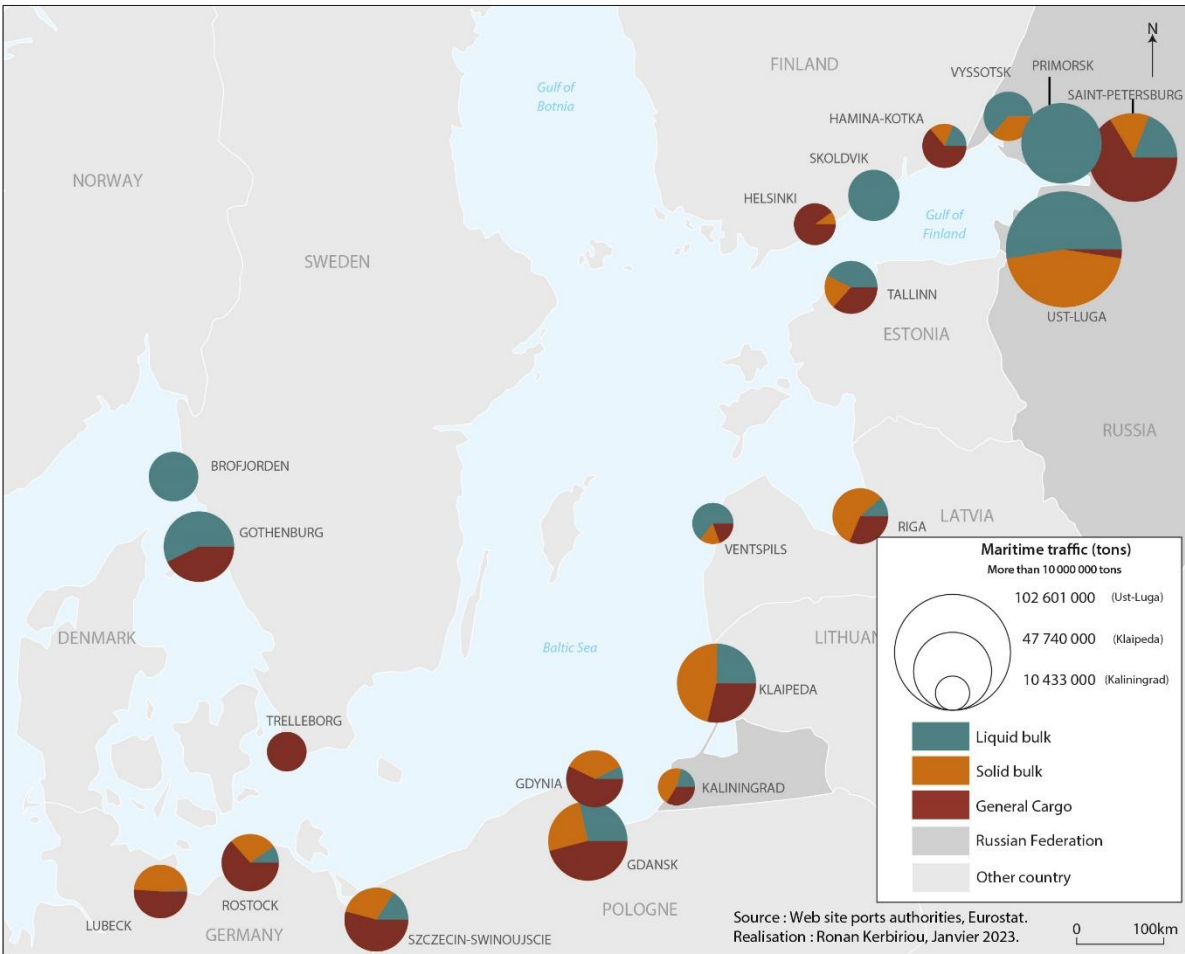 N
FINLAND
VYSSOTSK
PRIMORSK
SAINT-PETERSBURG
Gulf of
Botnia
HAMINA-KOTKA
SKOLDVIK
NORWAY
HELSINKI
Gulf of
Finland
SWEDEN
TALLINN
UST-LUGA
ESTONIA
RUSSIA
BROFJORDEN
GOTHENBURG
VENTSPILS
RIGA
LATVIA
DENMARK
Baltic Sea
LITHUAN
KLAIPEDA
TRELLEBORG
GDYNIA
KALININGRAD
GDANSK
ROSTOCK
LUBECK
GERMANY
SZCZECIN-SWINOUJSCIE
POLOGNE
Maritime traffic (tons)
More than 10 000 000 tons
102 601 000 (Ust-Luga)
47 740 000 (Klaipeda)
10 433 000 (Kaliningrad)
Liquid bulk
Solid bulk
General Cargo
Russian Federation
Other country
Source : Web site ports authorities, Eurostat.
Realisation : Ronan Kerbiriou, Janvier 2023.
0 100km